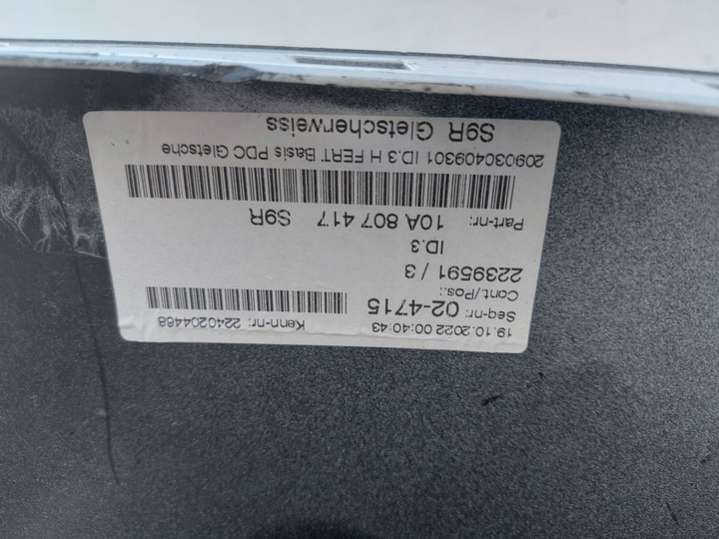 19.10.2022 00:40:43 Kenn-nr: 2240204468
Seq-nr: 02-4715
Cont./Pos.:
2239591 / 3
ID.3
Part-nr: 10A 807 417 S9R
209030409301 ID.3 H FERT Basis PDC Gletsche
S9R Gletscherweiss